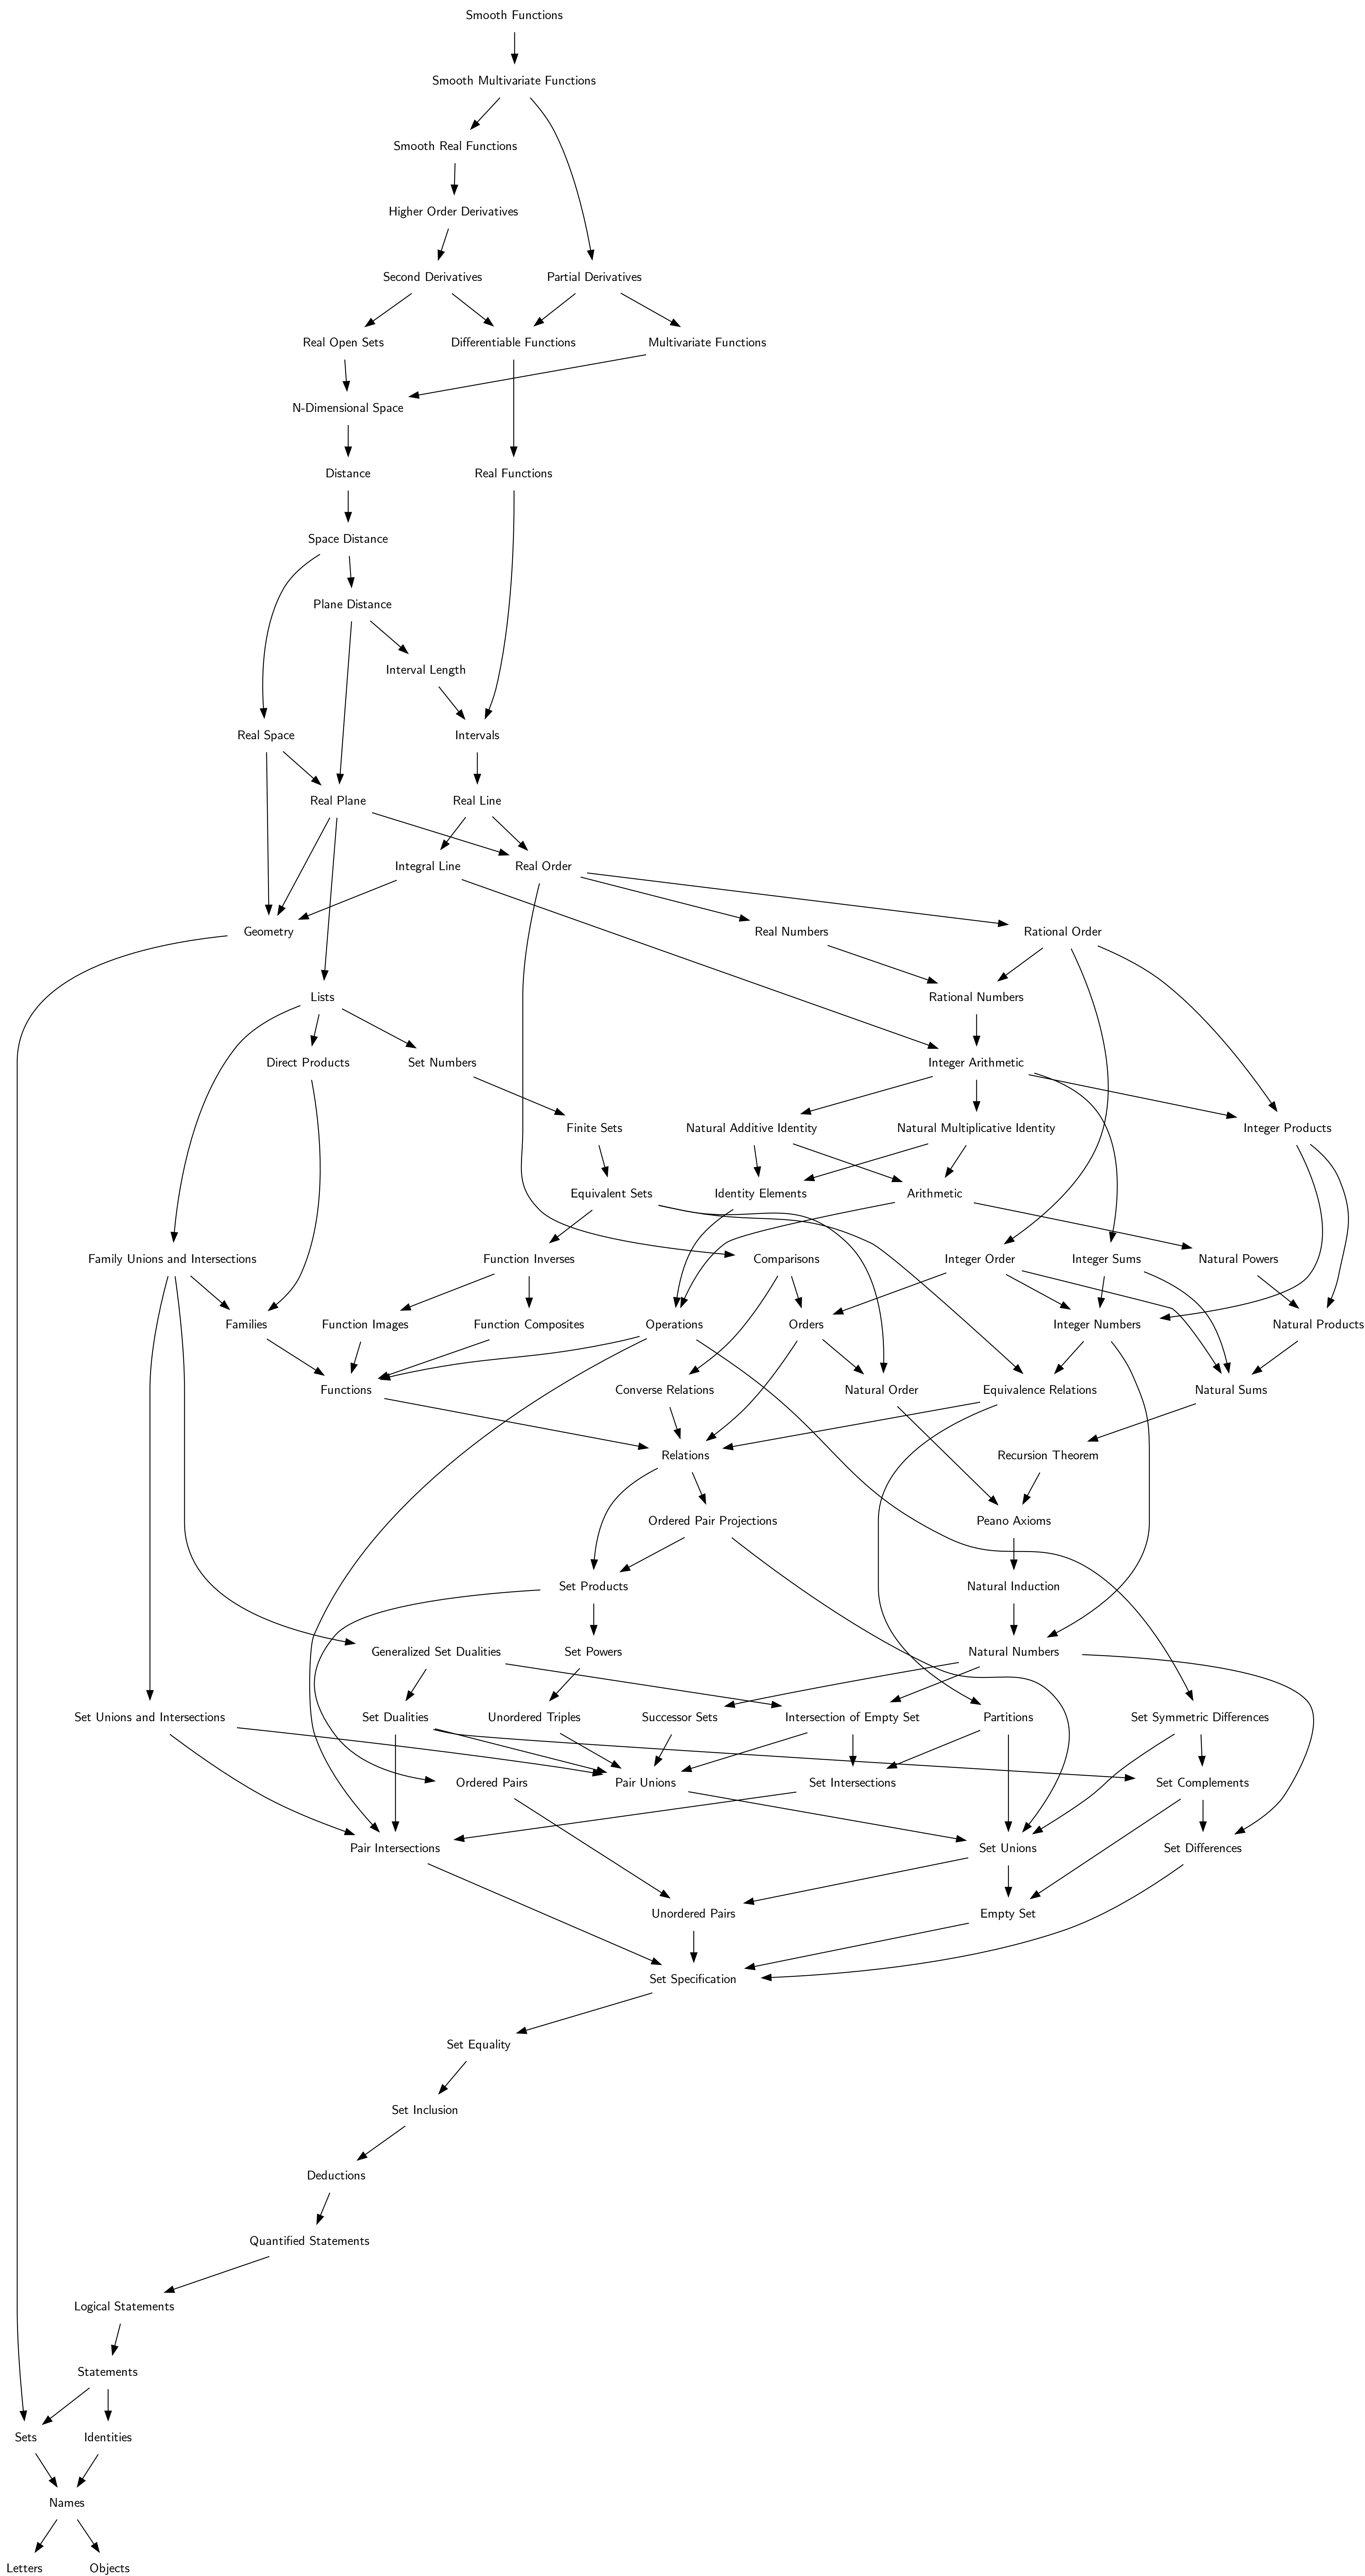 Smooth Functions
Smooth Multivariate Functions
Smooth Real Functions
Higher Order Derivatives
Second Derivatives
Partial Derivatives
Real Open Sets
Differentiable Functions
Multivariate Functions
N-Dimensional Space
Distance
Real Functions
Space Distance
Plane Distance
Interval Length
Real Space
Intervals
Real Plane
Real Line
Integral Line
Real Order
Geometry
Real Numbers
Rational Order
Lists
Rational Numbers
Direct Products
Set Numbers
Integer Arithmetic
Finite Sets
Natural Additive Identity
Natural Multiplicative Identity
Integer Products
Equivalent Sets
Identity Elements
Arithmetic
Family Unions and Intersections
Function Inverses
Comparisons
Integer Order
Integer Sums
Natural Powers
Families
Function Images
Function Composites
Operations
Orders
Integer Numbers
Natural Products
Functions
Converse Relations
Natural Order
Equivalence Relations
Natural Sums
Relations
Recursion Theorem
Ordered Pair Projections
Peano Axioms
Set Products
Natural Induction
Generalized Set Dualities
Set Powers
Natural Numbers
Set Unions and Intersections
Set Dualities
Unordered Triples
Successor Sets
Intersection of Empty Set
Partitions
Set Symmetric Differences
Ordered Pairs
Pair Unions
Set Intersections
Set Complements
Pair Intersections
Set Unions
Set Differences
Unordered Pairs
Empty Set
Set Specification
Set Equality
Set Inclusion
Deductions
Quantified Statements
Logical Statements
Statements
Sets
Identities
Names
Letters
Objects